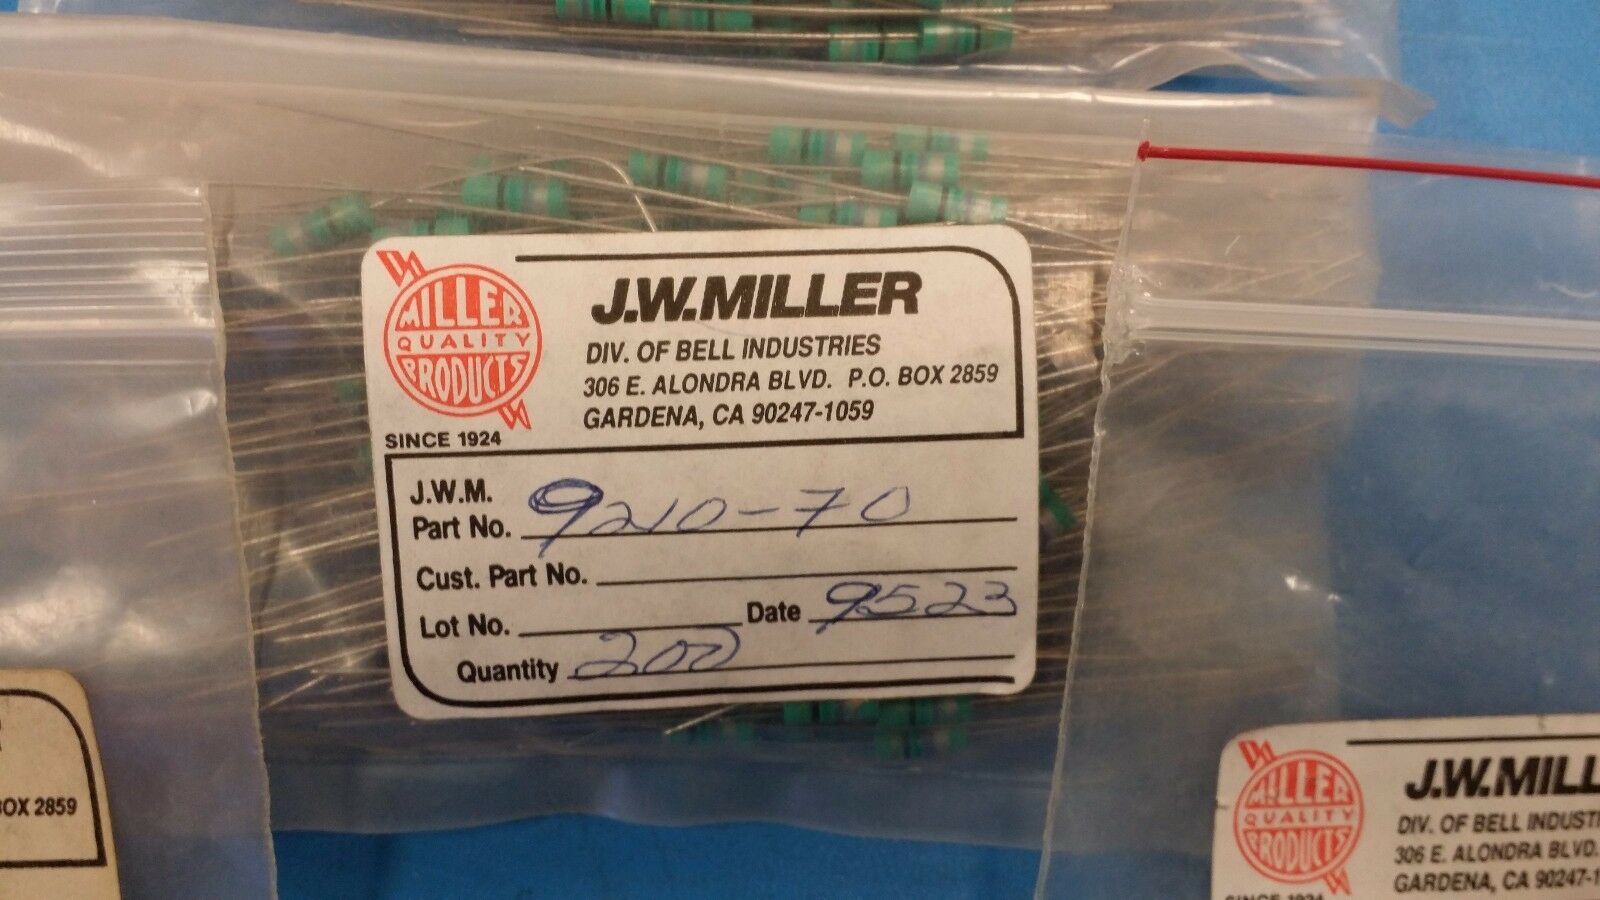 MILLER
QUALITY
PRODUCTS
SINCE 1924
J.W.MILLER
DIV. OF BELL INDUSTRIES
306 E. ALONDRA BLVD. P.O. BOX 2859
GARDENA, CA 90247-1059
J.W.M.
Part No. 9210-70
Cust. Part No.
Lot No. Date 9523
Quantity 200
BOX 2859
MILLER
QUALITY
PRODUCTS
SINCE 1924
J.W.MILL
DIV. OF BELL INDUSTI
306 E. ALONDRA BLVD.
GARDENA, CA 90247-1